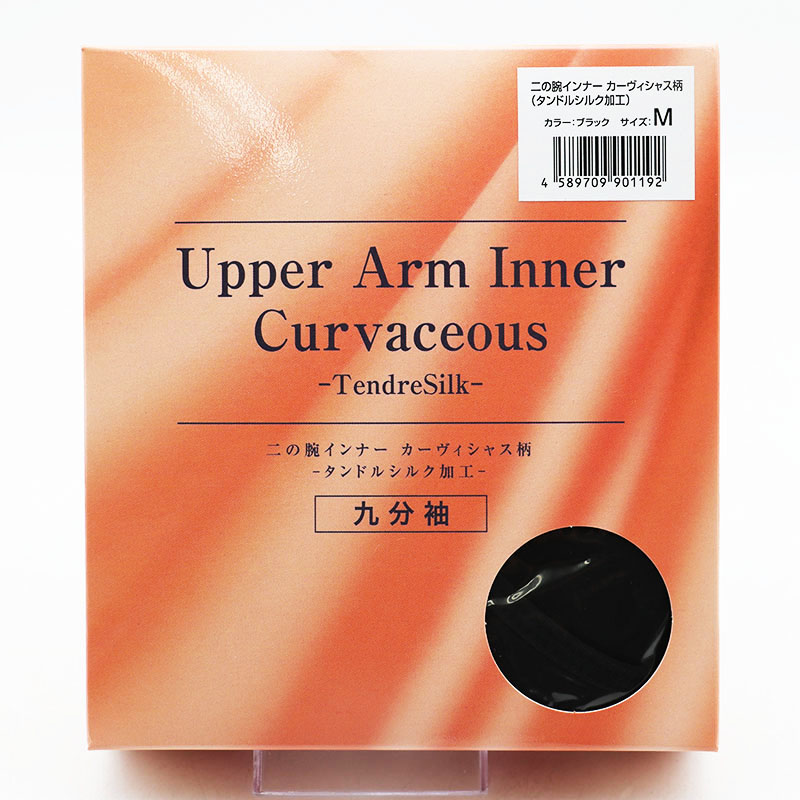 二の腕インナー カーヴィシャス柄
（タンドルシルク加工）
カラー：ブラック サイズ：M
4 589709 901192
Upper Arm Inner
Curvaceous
-TendreSilk-
二の腕インナー カーヴィシャス柄
-タンドルシルク加工-
九分袖